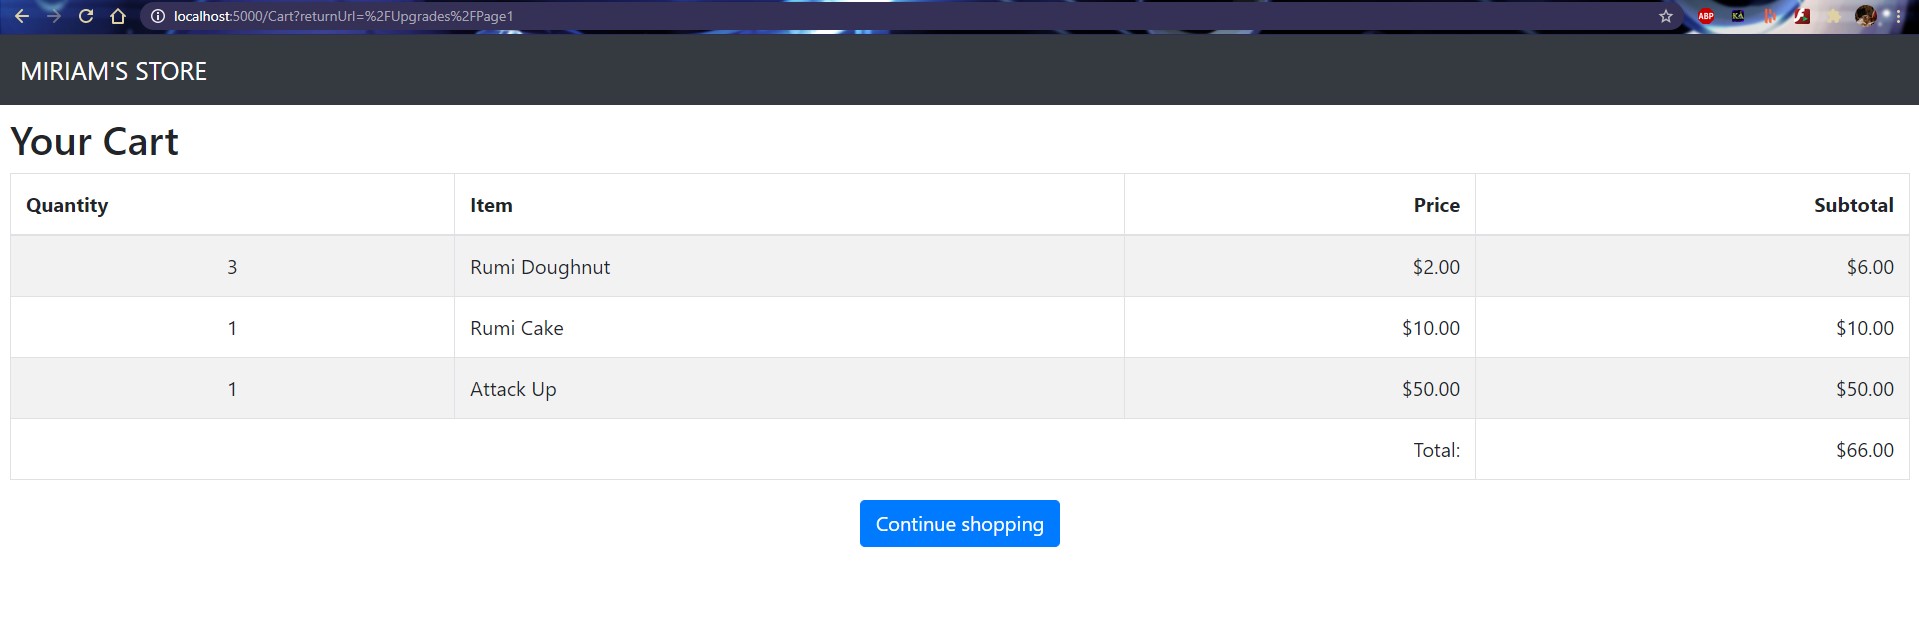 localhost:5000/Cart?returnUrl=%2FUpgrades%2FPage1
ABP
KA
MIRIAM'S STORE
Your Cart
Quantity Item Price Subtotal
3 Rumi Doughnut $2.00 $6.00
1 Rumi Cake $10.00 $10.00
1 Attack Up $50.00 $50.00
Total: $66.00
Continue shopping